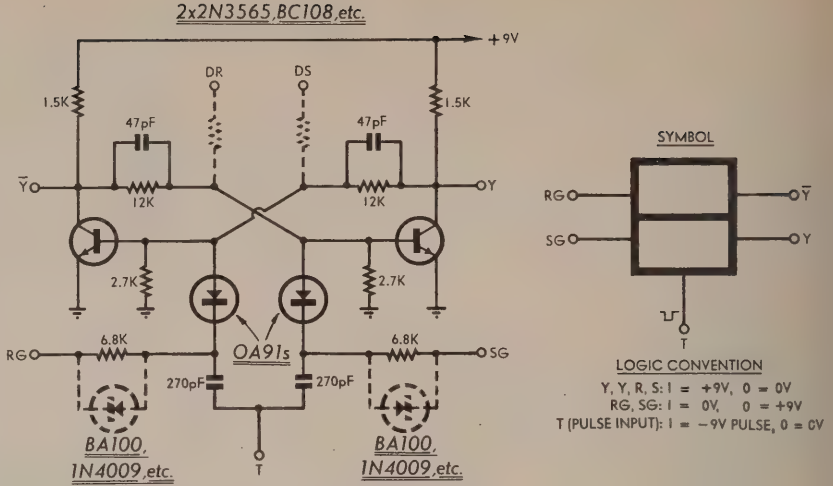 2x2N3565,BC108,etc.
+9V
DR
DS
1.5K
1.5K
47pF
47pF
Y̅
12K
12K
Y
2.7K
2.7K
RG
6.8K
OA91s
6.8K
SG
270pF
270pF
BA100,
1N4009,etc.
T
BA100,
1N4009,etc.
SYMBOL
RG
Y̅
SG
Y
T
LOGIC CONVENTION
Y, Y, R, S: 1 = +9V, 0 = 0V
RG, SG: 1 = 0V, 0 = +9V
T (PULSE INPUT): 1 = -9V PULSE, 0 = 0V